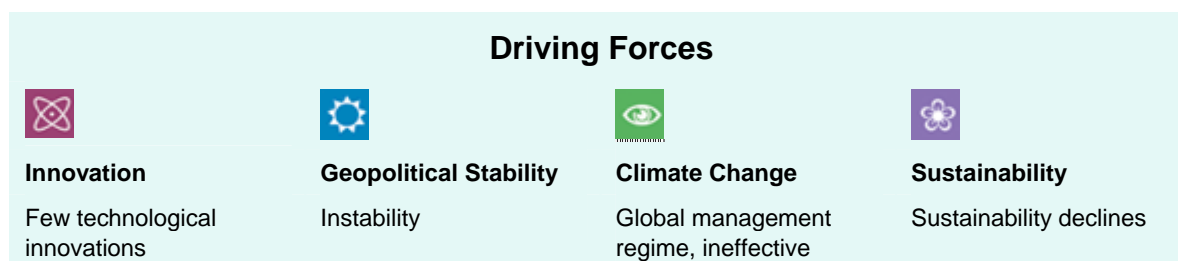 Driving Forces
Innovation
Few technological
innovations
Geopolitical Stability
Instability
Climate Change
Global management
regime, ineffective
Sustainability
Sustainability declines